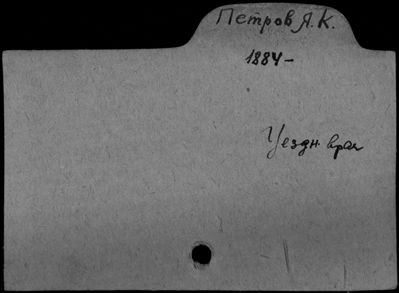 Петров Я.К.
1884-
Уездн. врач